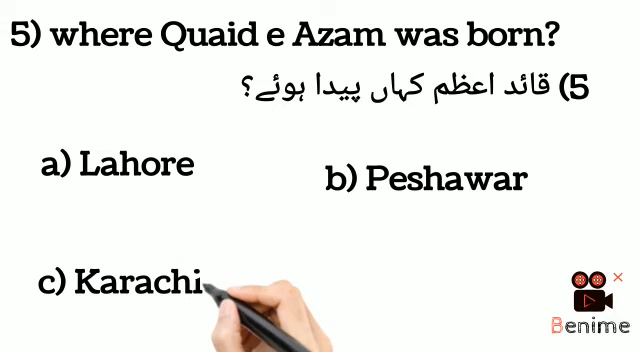 5) where Quaid e Azam was born?
5) قائد اعظم کہاں پیدا ہوئے؟
a) Lahore
b) Peshawar
c) Karachi
Benime